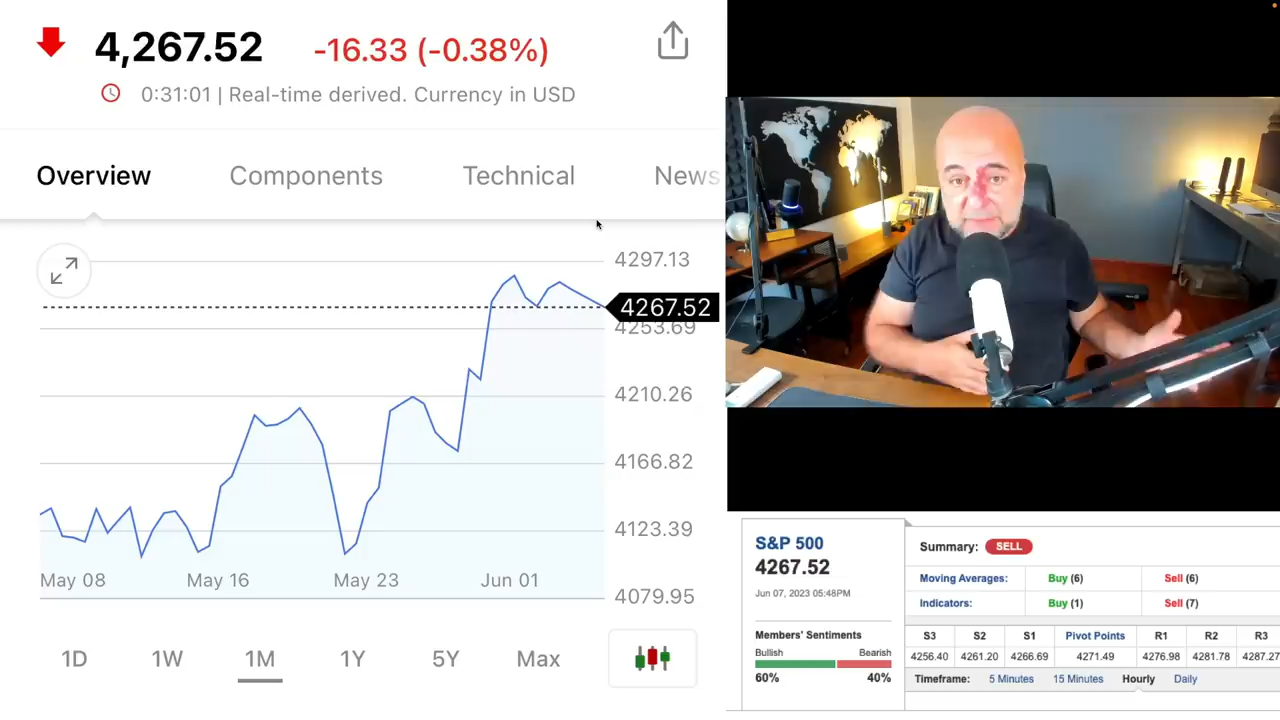 4,267.52 -16.33 (-0.38%)
0:31:01 | Real-time derived. Currency in USD
Overview Components Technical News
4297.13
4267.52
4253.69
4210.26
4166.82
4123.39
May 08 May 16 May 23 Jun 01
4079.95
1D 1W 1M 1Y 5Y Max
S&P 500
4267.52
Jun 07, 2023 05:48PM
Members' Sentiments
Bullish Bearish
60% 40%
Summary: SELL
Moving Averages: Buy (6) Sell (6)
Indicators: Buy (1) Sell (7)
S3 S2 S1 Pivot Points R1 R2 R3
4256.40 4261.20 4266.69 4271.49 4276.98 4281.78 4287.27
Timeframe: 5 Minutes 15 Minutes Hourly Daily